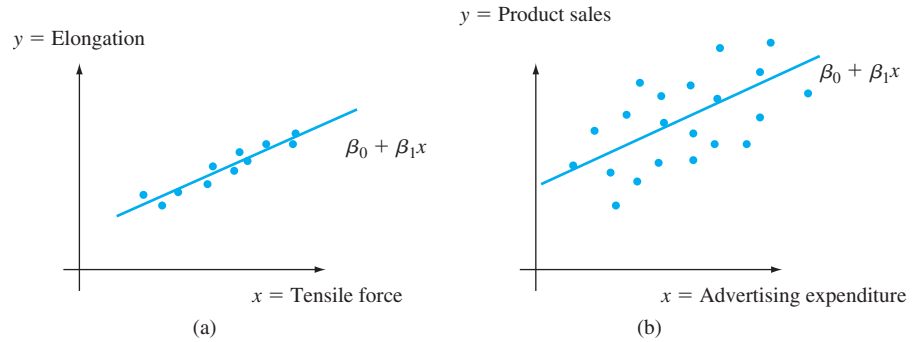 y = Elongation
β₀ + β₁x
x = Tensile force
(a)
y = Product sales
β₀ + β₁x
x = Advertising expenditure
(b)